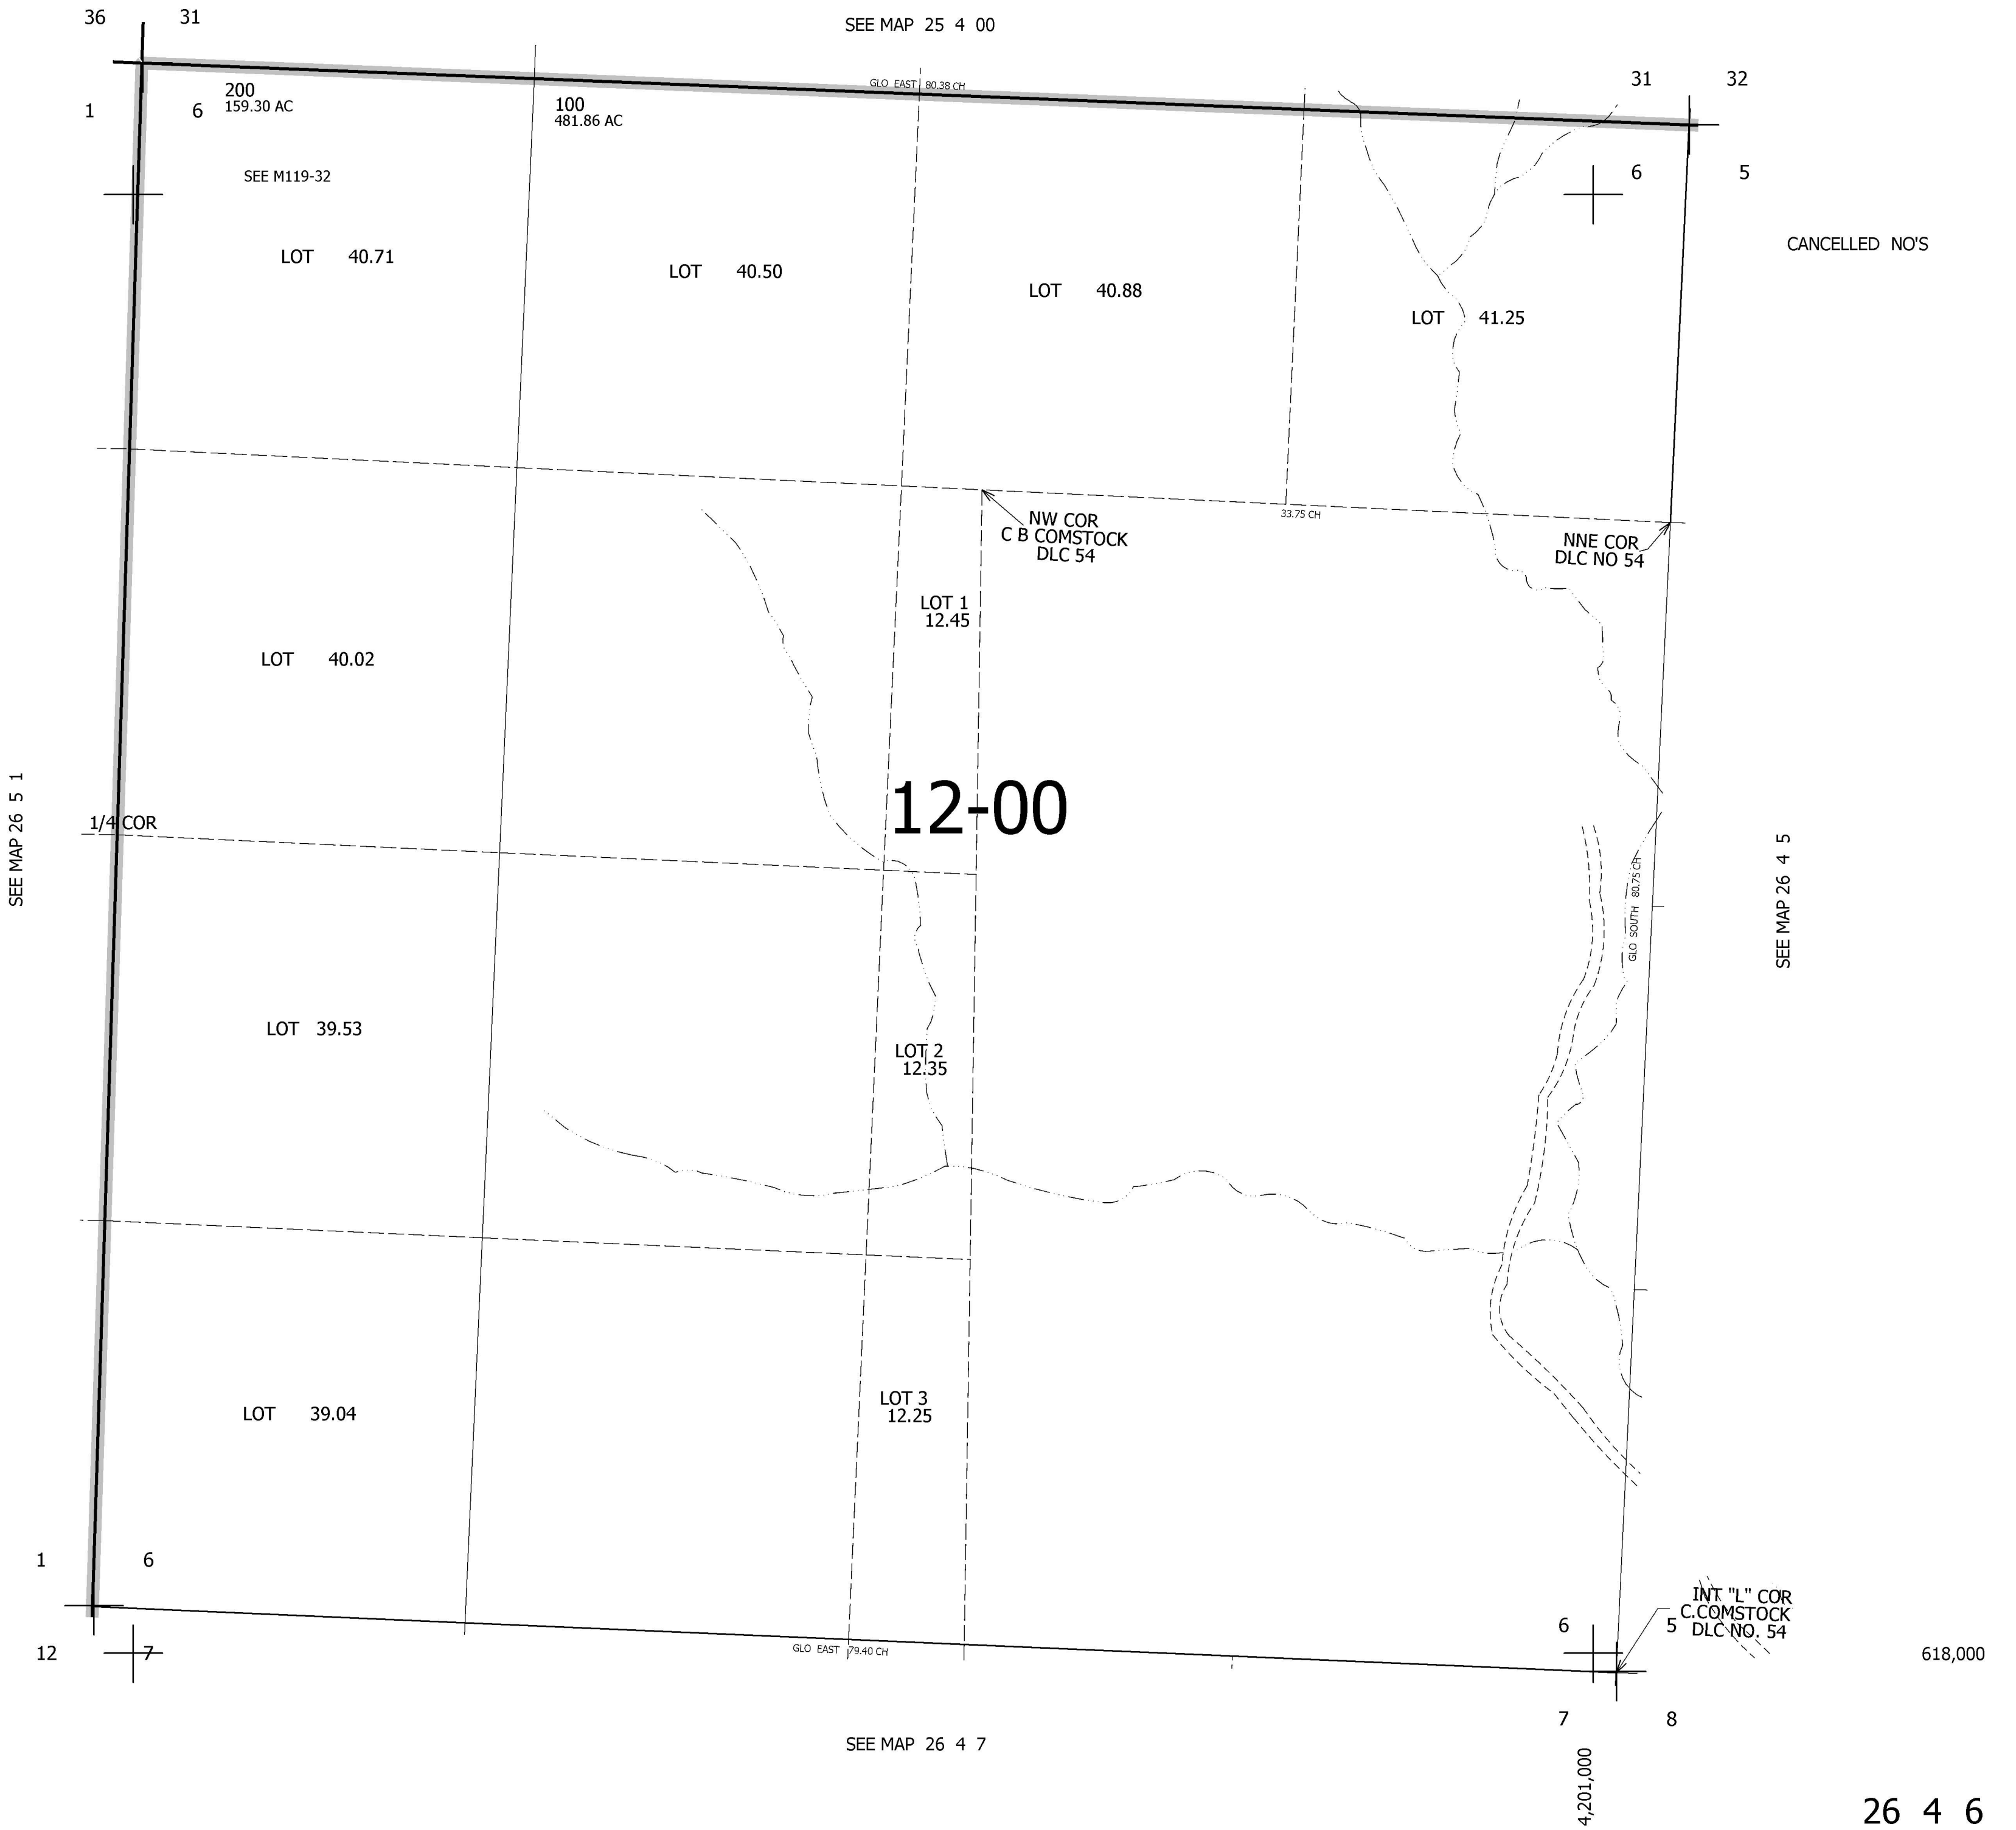 36 31
SEE MAP 25 4 00
GLO EAST 80.38 CH
31 32
200
159.30 AC
1 6
100
481.86 AC
SEE M119-32
6 5
CANCELLED NO'S
LOT 40.71
LOT 40.50
LOT 40.88
LOT 41.25
33.75 CH
NW COR
C B COMSTOCK
DLC 54
NNE COR
DLC NO 54
LOT 1
12.45
LOT 40.02
12-00
SEE MAP 26 5 1
1/4 COR
GLO SOUTH 80.75 CH
SEE MAP 26 4 5
LOT 39.53
LOT 2
12.35
LOT 3
12.25
LOT 39.04
1 6
INT "L" COR
C.COMSTOCK
DLC NO. 54
6 5
12 7
GLO EAST 79.40 CH
618,000
7 8
SEE MAP 26 4 7
4,201,000
26 4 6